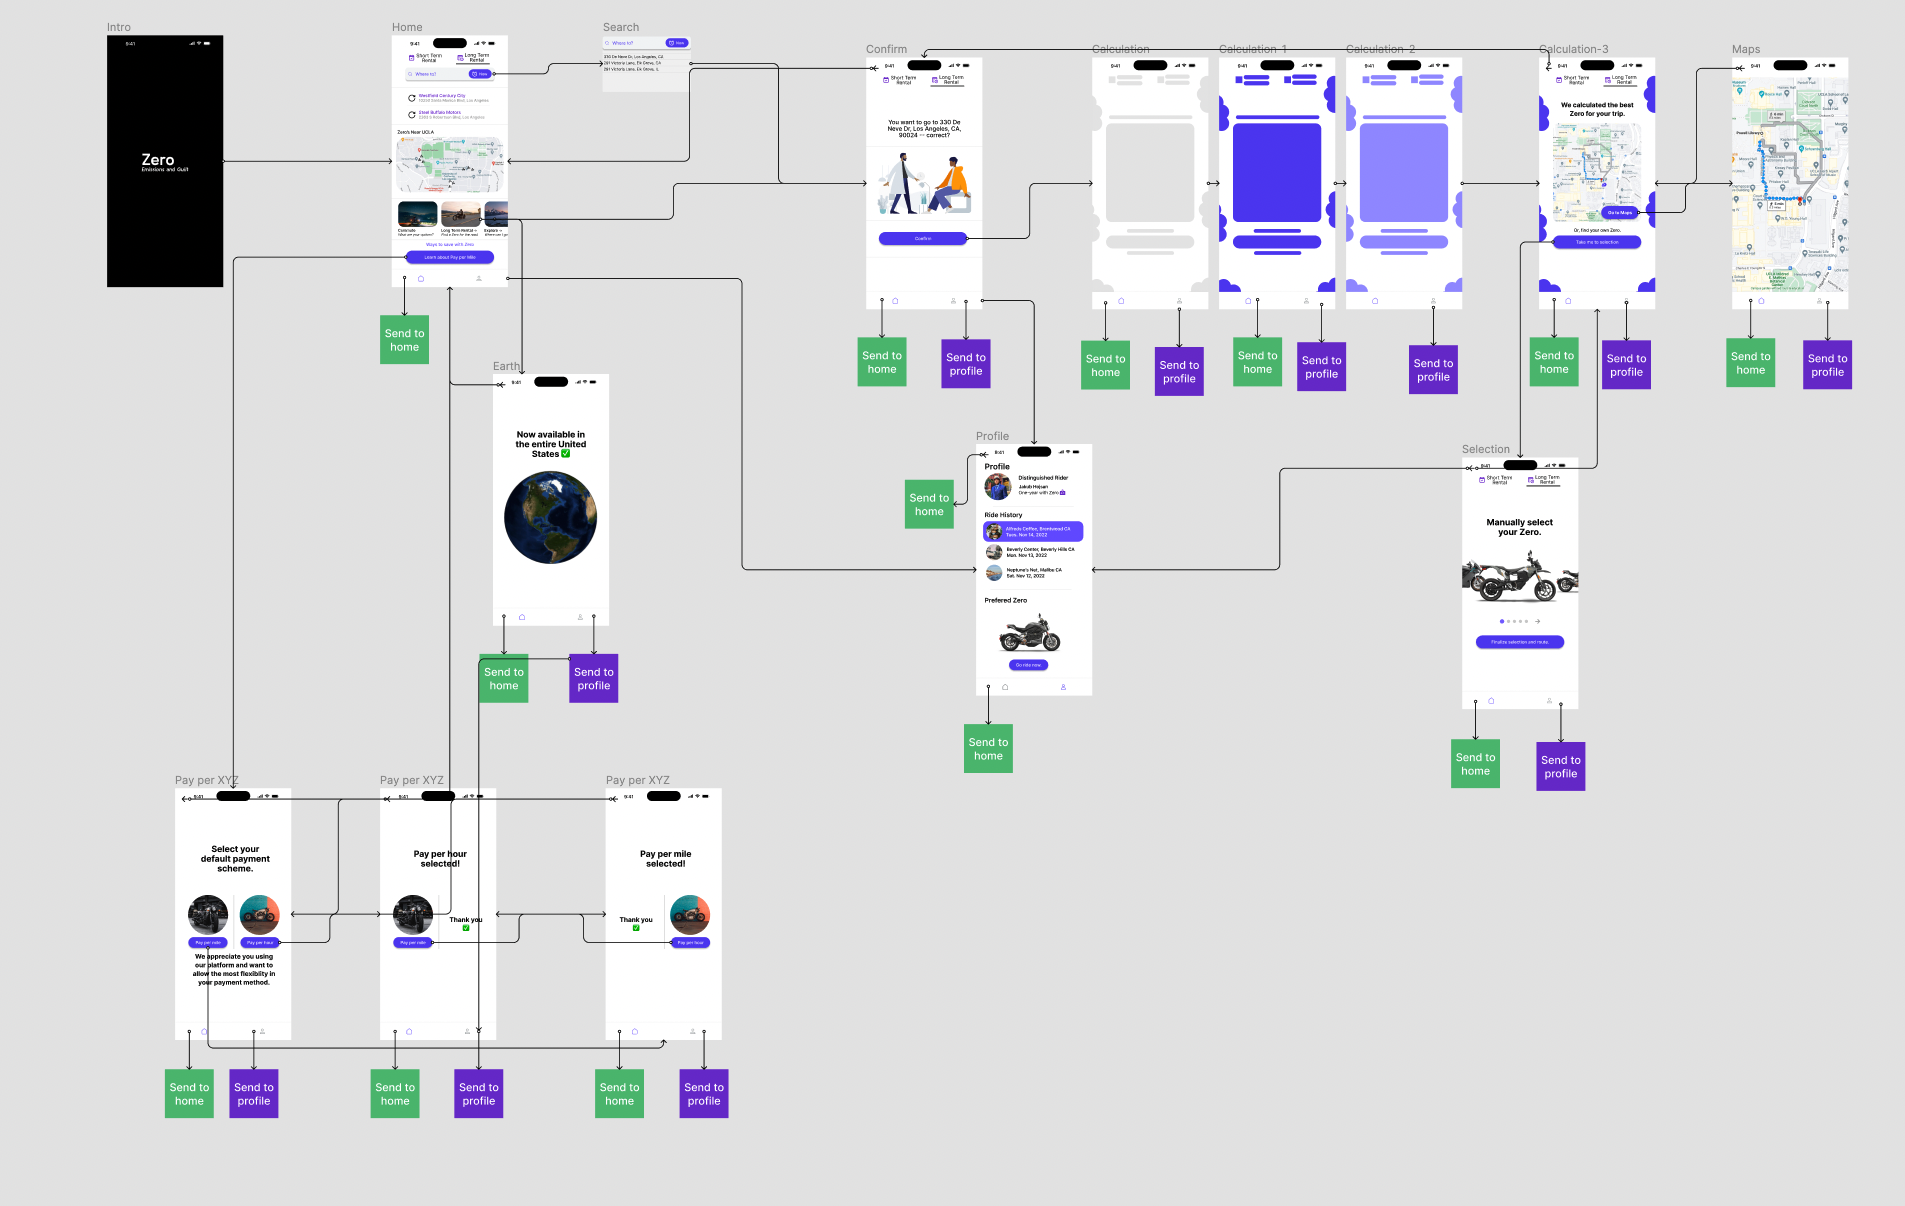 Intro
9:41
Zero
Emissions and Guilt
Home
9:41
Short Term
Rental
Long Term
Rental
Where to?
Now
Westfield Century City
10250 Santa Monica Blvd, Los Angeles
Steel Buffalo Motors
Zero's Near UCLA
Commute
Long Term Rental
Explore
Ways to save with Zero
Learn about Pay per Mile
Send to
home
Search
Where to?
Now
330 De Neve Dr, Los Angeles, CA
291 Victoria Lane, Elk Grove, CA
291 Victoria Lane, Elk Grove, IL
Confirm
9:41
Short Term
Rental
Long Term
Rental
You want to go to 330 De
Neve Dr, Los Angeles, CA,
90024 — correct?
Confirm
Send to
home
Send to
profile
Calculation
9:41
Send to
home
Send to
profile
Calculation-1
9:41
Send to
home
Send to
profile
Calculation-2
9:41
Send to
profile
Calculation-3
9:41
Short Term
Rental
Long Term
Rental
We calculated the best
Zero for your trip.
Go to Maps
Or, find your own Zero.
Take me to selection
Send to
home
Send to
profile
Maps
9:41
Powell Library
Send to
home
Send to
profile
Earth
9:41
Now available in
the entire United
States ✅
Send to
home
Send to
profile
Profile
9:41
Profile
Distinguished Rider
Jakub Hojsan
One-year with Zero
Ride History
Alfreds Coffee, Brentwood CA
Tues. Nov 14, 2022
Beverly Center, Beverly Hills CA
Mon. Nov 13, 2022
Neptune's Net, Malibu CA
Sat. Nov 12, 2022
Prefered Zero
Go ride now.
Send to
home
Send to
home
Selection
9:41
Short Term
Rental
Long Term
Rental
Manually select
your Zero.
Finalize selection and route.
Send to
home
Send to
profile
Pay per XYZ
9:41
Select your
default payment
scheme.
Pay per mile
Pay per hour
We appreciate you using
our platform and want to
allow the most flexiblity in
your payment method.
Send to
home
Send to
profile
Pay per XYZ
9:41
Pay per hour
selected!
Thank you
✅
Pay per mile
Send to
home
Send to
profile
Pay per XYZ
9:41
Pay per mile
selected!
Thank you
✅
Pay per hour
Send to
home
Send to
profile